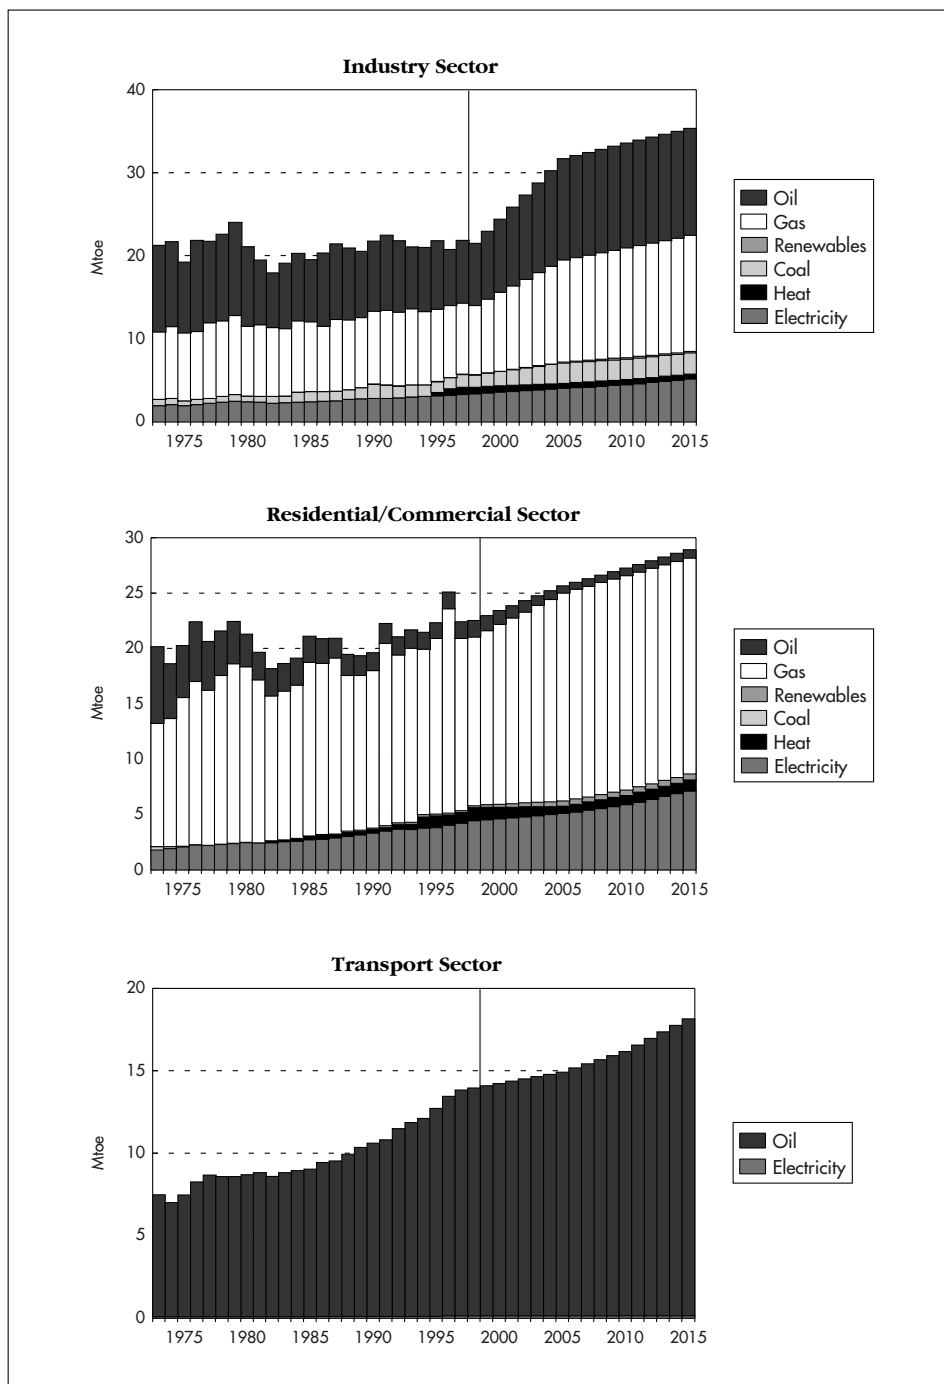 Industry Sector
40
30
20
10
0
Mtoe
1975 1980 1985 1990 1995 2000 2005 2010 2015
Oil
Gas
Renewables
Coal
Heat
Electricity
Residential/Commercial Sector
30
25
20
15
10
5
0
Mtoe
1975 1980 1985 1990 1995 2000 2005 2010 2015
Oil
Gas
Renewables
Coal
Heat
Electricity
Transport Sector
20
15
10
5
0
Mtoe
1975 1980 1985 1990 1995 2000 2005 2010 2015
Oil
Electricity